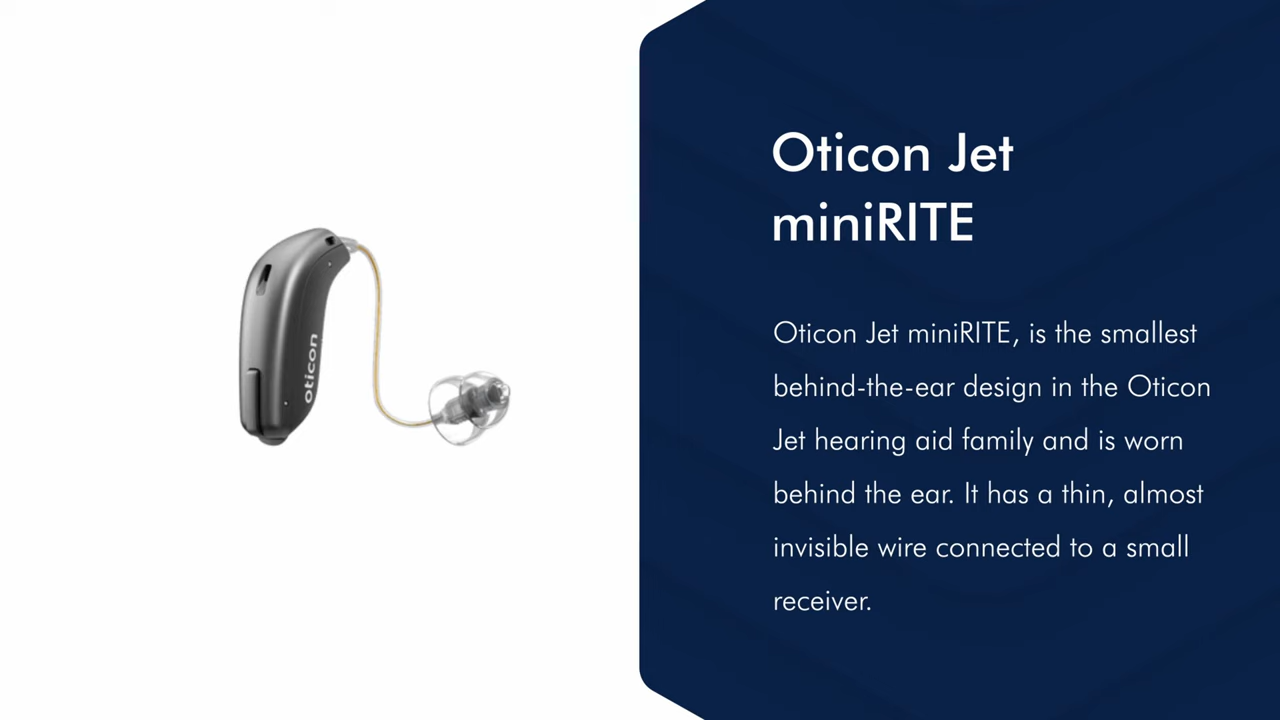 oticon
Oticon Jet
miniRITE
Oticon Jet miniRITE, is the smallest
behind-the-ear design in the Oticon
Jet hearing aid family and is worn
behind the ear. It has a thin, almost
invisible wire connected to a small
receiver.